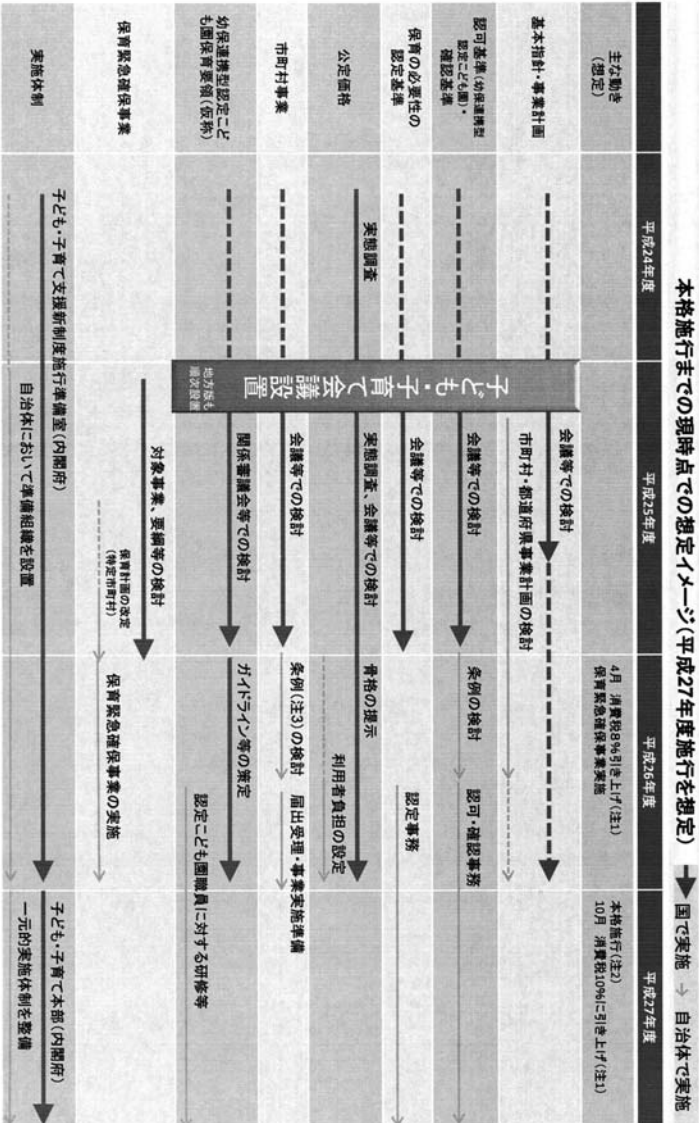 本格施行までの現時点での想定イメージ(平成27年度施行を想定)
国で実施
自治体で実施
主な動き
(想定)
平成24年度
平成25年度
平成26年度
平成27年度
4月 消費税8%引き上げ(注1)
保育緊急確保事業実施
本格施行(注2)
10月 消費税10%に引き上げ(注1)
基本指針・事業計画
会議等での検討
市町村・都道府県事業計画の検討
認可基準(幼保連携型
認定こども園)・
確認基準
会議等での検討
条例の検討
認可・確認事務
保育の必要性の
認定基準
会議等での検討
認定事務
公定価格
実態調査
実態調査、会議等での検討
骨格の提示
利用者負担の設定
市町村事業
会議等での検討
条例(注3)の検討
届出受理・事業実施準備
幼保連携型認定こど
も園保育要領(仮称)
関係審議会等での検討
ガイドライン等の策定
認定こども園職員に対する研修等
子ども・子育て会議設置
地方版も
順次設置
保育緊急確保事業
対象事業、要綱等の検討
保育計画の改定
(特定市町村)
保育緊急確保事業の実施
実施体制
子ども・子育て支援新制度施行準備室(内閣府)
自治体において準備組織を設置
子ども・子育て本部(内閣府)
一元的実施体制を整備